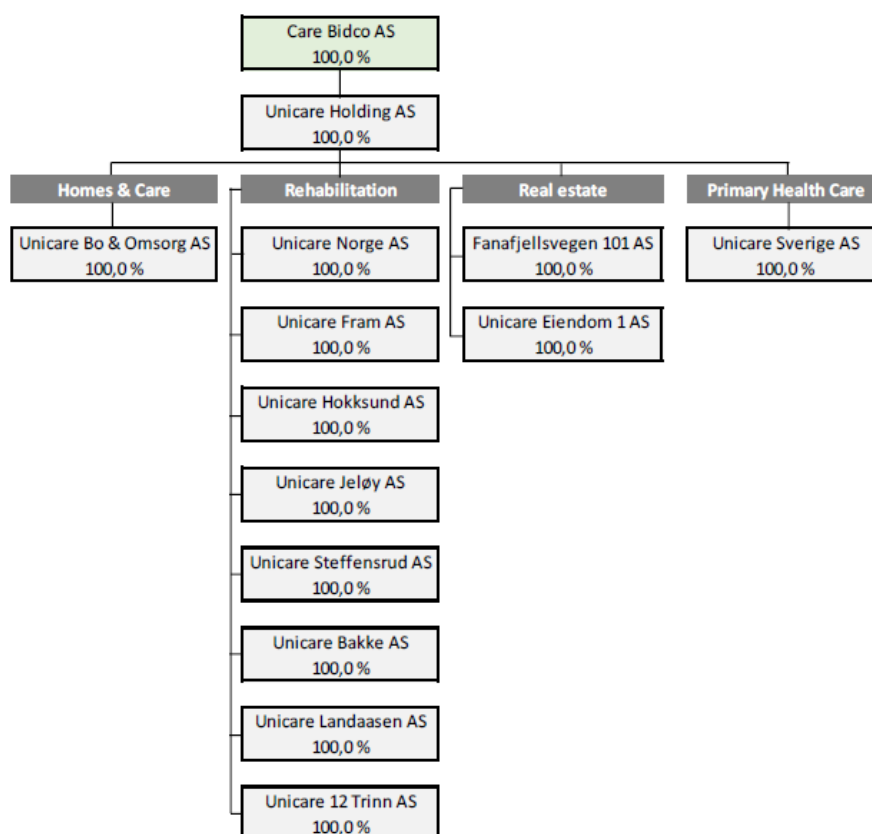 Care Bidco AS
100,0 %
Unicare Holding AS
100,0 %
Homes & Care
Unicare Bo & Omsorg AS
100,0 %
Rehabilitation
Unicare Norge AS
100,0 %
Unicare Fram AS
100,0 %
Unicare Hokksund AS
100,0 %
Unicare Jeløy AS
100,0 %
Unicare Steffensrud AS
100,0 %
Unicare Bakke AS
100,0 %
Unicare Landaasen AS
100,0 %
Unicare 12 Trinn AS
100,0 %
Real estate
Fanafjellsvegen 101 AS
100,0 %
Unicare Eiendom 1 AS
100,0 %
Primary Health Care
Unicare Sverige AS
100,0 %